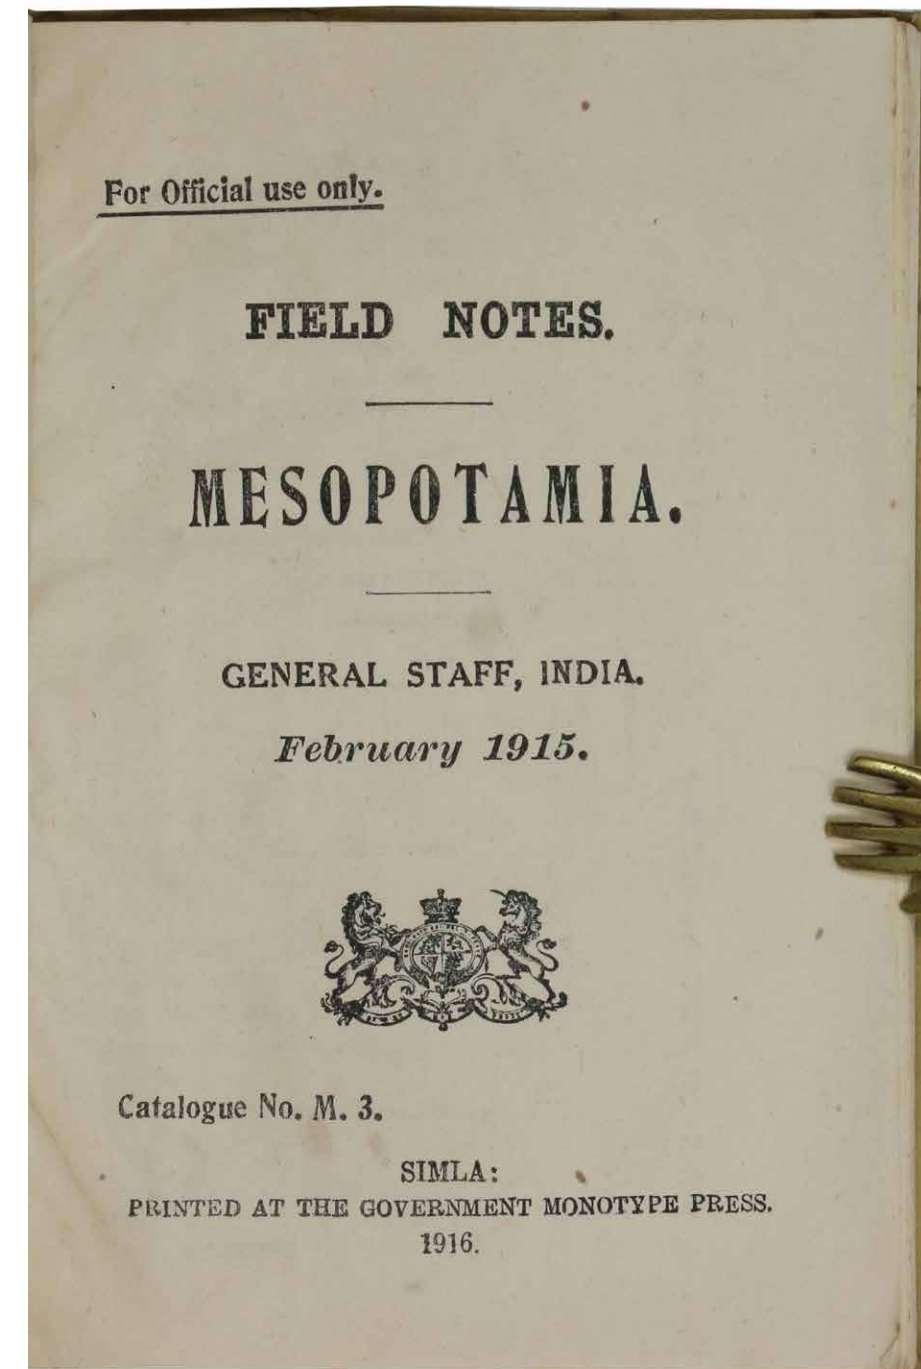 For Official use only.
FIELD NOTES.
MESOPOTAMIA.
GENERAL STAFF, INDIA.
February 1915.
Catalogue No. M. 3.
SIMLA:
PRINTED AT THE GOVERNMENT MONOTYPE PRESS.
1916.